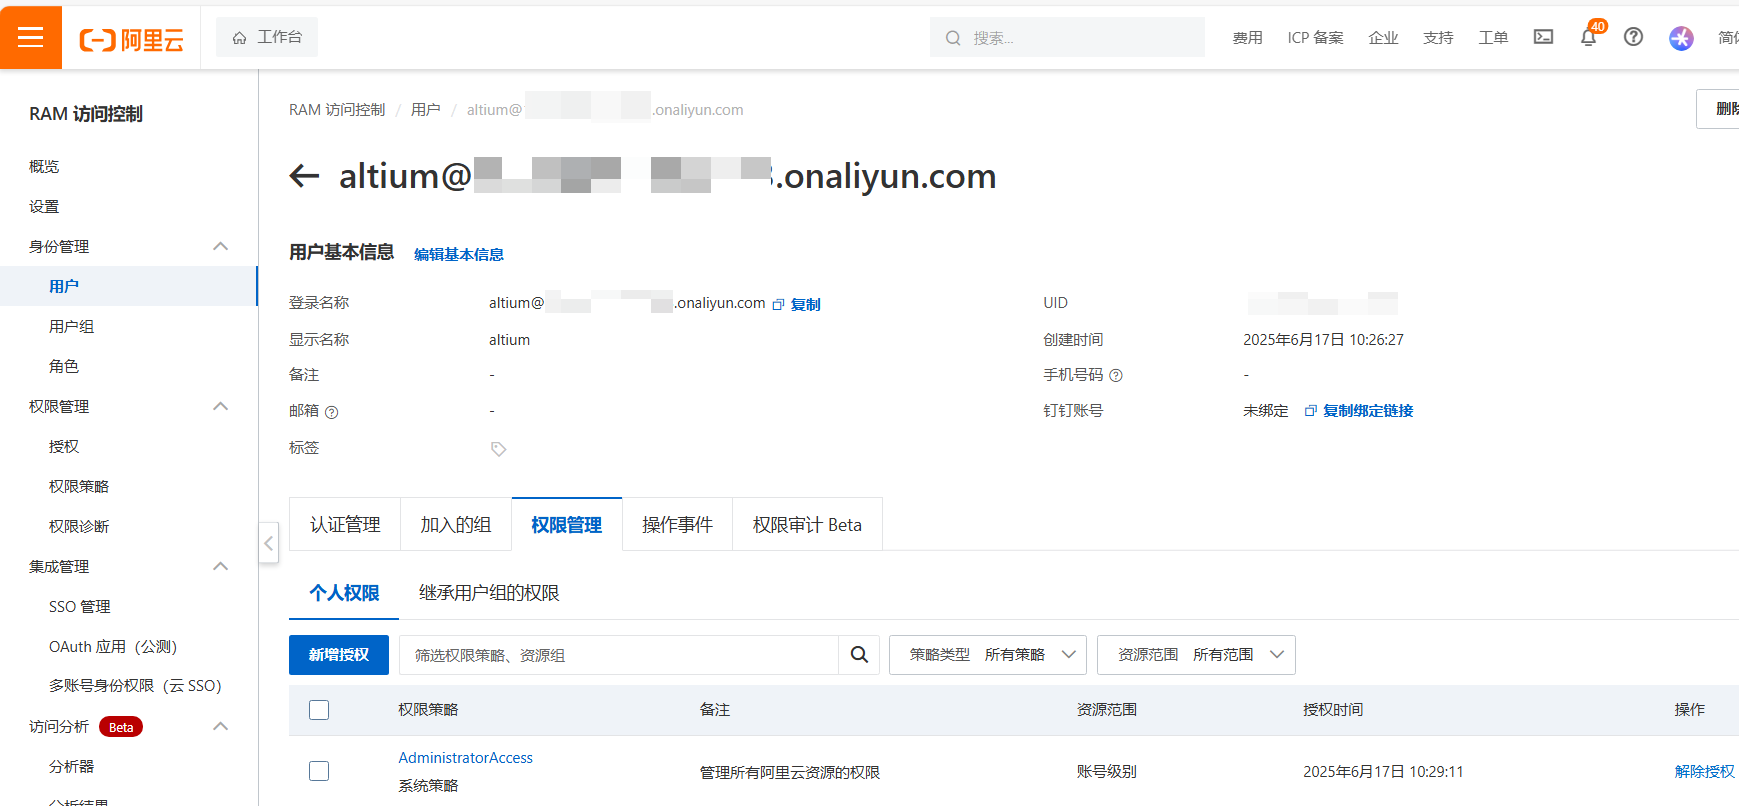 阿里云
工作台
搜索...
费用
ICP 备案
企业
支持
工单
40
RAM 访问控制
概览
设置
身份管理
用户
用户组
角色
权限管理
授权
权限策略
权限诊断
集成管理
SSO 管理
OAuth 应用（公测）
多账号身份权限（云 SSO）
访问分析 Beta
分析器
分析结果
RAM 访问控制 / 用户 / altium@ .onaliyun.com
altium@ .onaliyun.com
用户基本信息 编辑基本信息
登录名称 altium@ .onaliyun.com 复制
UID
显示名称 altium
创建时间 2025年6月17日 10:26:27
备注 -
手机号码 -
邮箱 -
钉钉账号 未绑定 复制绑定链接
标签
认证管理 加入的组 权限管理 操作事件 权限审计 Beta
个人权限 继承用户组的权限
新增授权 筛选权限策略、资源组 策略类型 所有策略 资源范围 所有范围
权限策略 备注 资源范围 授权时间 操作
AdministratorAccess
系统策略
管理所有阿里云资源的权限 账号级别 2025年6月17日 10:29:11 解除授权